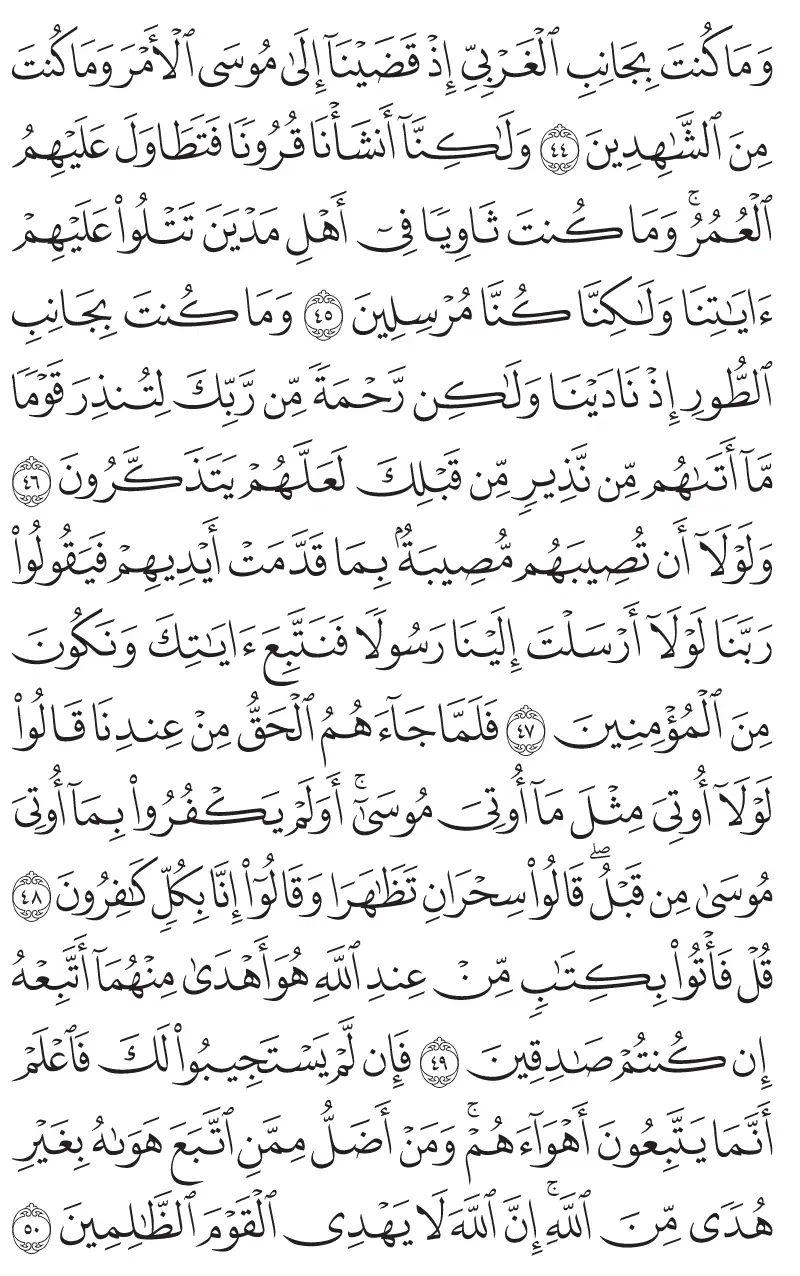 وَمَا كُنتَ بِجَانِبِ ٱلْغَرْبِيِّ إِذْ قَضَيْنَآ إِلَىٰ مُوسَى ٱلْأَمْرَ وَمَا كُنتَ
مِنَ ٱلشَّٰهِدِينَ ٤٤ وَلَٰكِنَّآ أَنشَأْنَا قُرُونًا فَتَطَاوَلَ عَلَيْهِمُ
ٱلْعُمُرُۚ وَمَا كُنتَ ثَاوِيًا فِىٓ أَهْلِ مَدْيَنَ تَتْلُوا۟ عَلَيْهِمْ
ءَايَٰتِنَا وَلَٰكِنَّا كُنَّا مُرْسِلِينَ ٤٥ وَمَا كُنتَ بِجَانِبِ
ٱلطُّورِ إِذْ نَادَيْنَا وَلَٰكِن رَّحْمَةً مِّن رَّبِّكَ لِتُنذِرَ قَوْمًا
مَّآ أَتَىٰهُم مِّن نَّذِيرٍ مِّن قَبْلِكَ لَعَلَّهُمْ يَتَذَكَّرُونَ ٤٦
وَلَوْلَآ أَن تُصِيبَهُم مُّصِيبَةٌۢ بِمَا قَدَّمَتْ أَيْدِيهِمْ فَيَقُولُوا۟
رَبَّنَا لَوْلَآ أَرْسَلْتَ إِلَيْنَا رَسُولًا فَنَتَّبِعَ ءَايَٰتِكَ وَنَكُونَ
مِنَ ٱلْمُؤْمِنِينَ ٤٧ فَلَمَّا جَآءَهُمُ ٱلْحَقُّ مِنْ عِندِنَا قَالُوا۟
لَوْلَآ أُوتِىَ مِثْلَ مَآ أُوتِىَ مُوسَىٰٓۚ أَوَلَمْ يَكْفُرُوا۟ بِمَآ أُوتِىَ
مُوسَىٰ مِن قَبْلُۖ قَالُوا۟ سِحْرَانِ تَظَٰهَرَا وَقَالُوٓا۟ إِنَّا بِكُلٍّ كَٰفِرُونَ ٤٨
قُلْ فَأْتُوا۟ بِكِتَٰبٍ مِّنْ عِندِ ٱللَّهِ هُوَ أَهْدَىٰ مِنْهُمَآ أَتَّبِعْهُ
إِن كُنتُمْ صَٰدِقِينَ ٤٩ فَإِن لَّمْ يَسْتَجِيبُوا۟ لَكَ فَٱعْلَمْ
أَنَّمَا يَتَّبِعُونَ أَهْوَآءَهُمْۚ وَمَنْ أَضَلُّ مِمَّنِ ٱتَّبَعَ هَوَىٰهُ بِغَيْرِ
هُدًى مِّنَ ٱللَّهِۚ إِنَّ ٱللَّهَ لَا يَهْدِى ٱلْقَوْمَ ٱلظَّٰلِمِينَ ٥٠